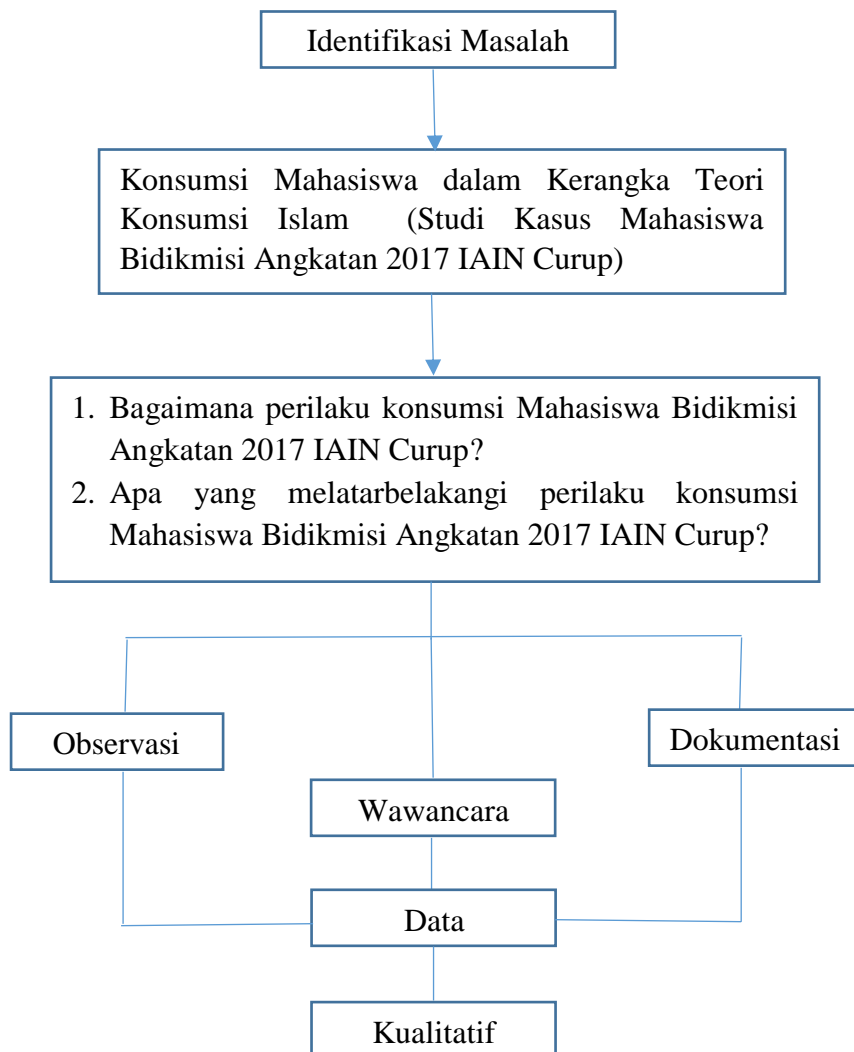 Identifikasi Masalah
Konsumsi Mahasiswa dalam Kerangka Teori
Konsumsi Islam (Studi Kasus Mahasiswa
Bidikmisi Angkatan 2017 IAIN Curup)
1. Bagaimana perilaku konsumsi Mahasiswa Bidikmisi
Angkatan 2017 IAIN Curup?
2. Apa yang melatarbelakangi perilaku konsumsi
Mahasiswa Bidikmisi Angkatan 2017 IAIN Curup?
Observasi
Dokumentasi
Wawancara
Data
Kualitatif